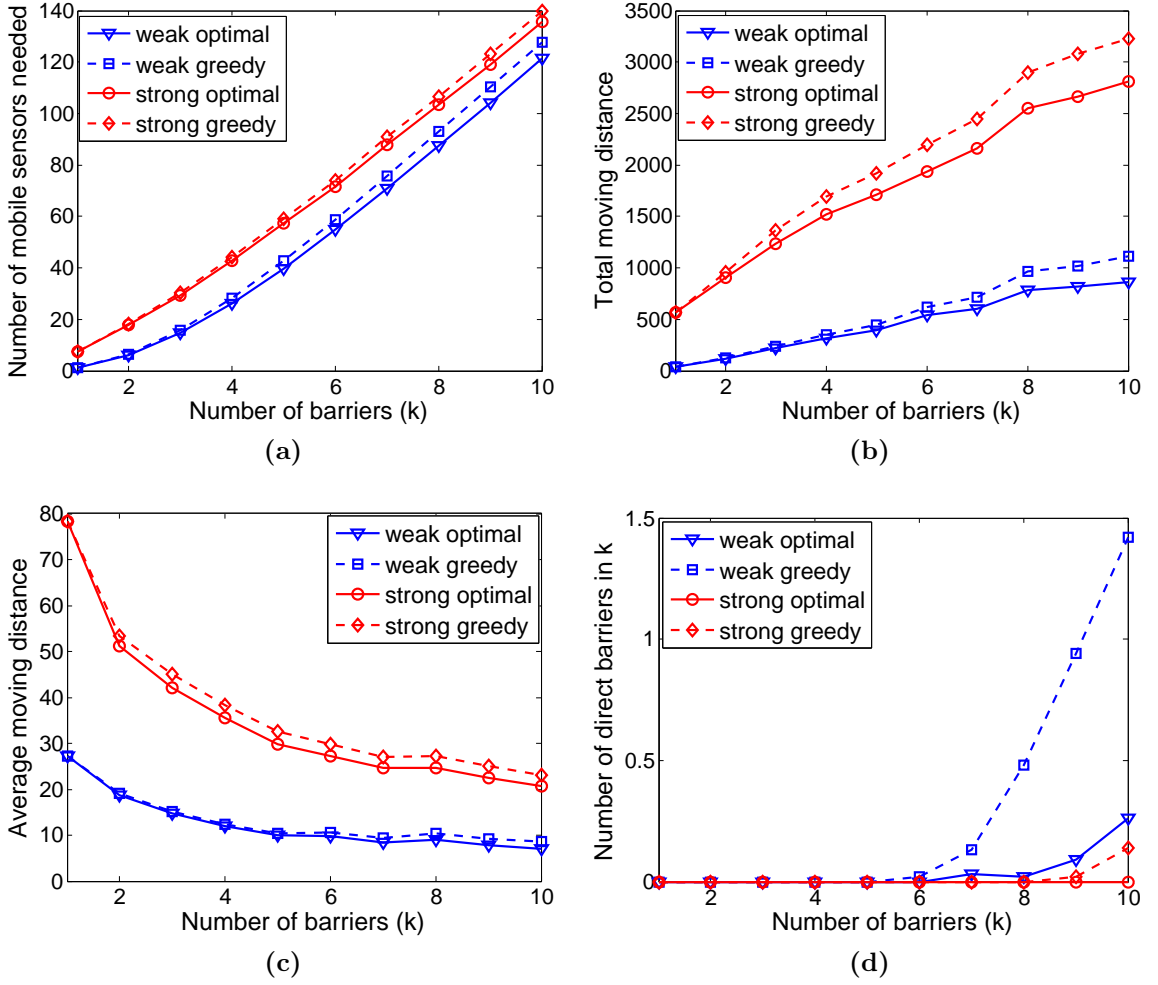 140
120
100
80
60
40
20
0
2
4
6
8
10
Number of mobile sensors needed
Number of barriers (k)
weak optimal
weak greedy
strong optimal
strong greedy
(a)
3500
3000
2500
2000
1500
1000
500
0
2
4
6
8
10
Total moving distance
Number of barriers (k)
weak optimal
weak greedy
strong optimal
strong greedy
(b)
80
70
60
50
40
30
20
10
0
2
4
6
8
10
Average moving distance
Number of barriers (k)
weak optimal
weak greedy
strong optimal
strong greedy
(c)
1.5
1
0.5
0
2
4
6
8
10
Number of direct barriers in k
Number of barriers (k)
weak optimal
weak greedy
strong optimal
strong greedy
(d)